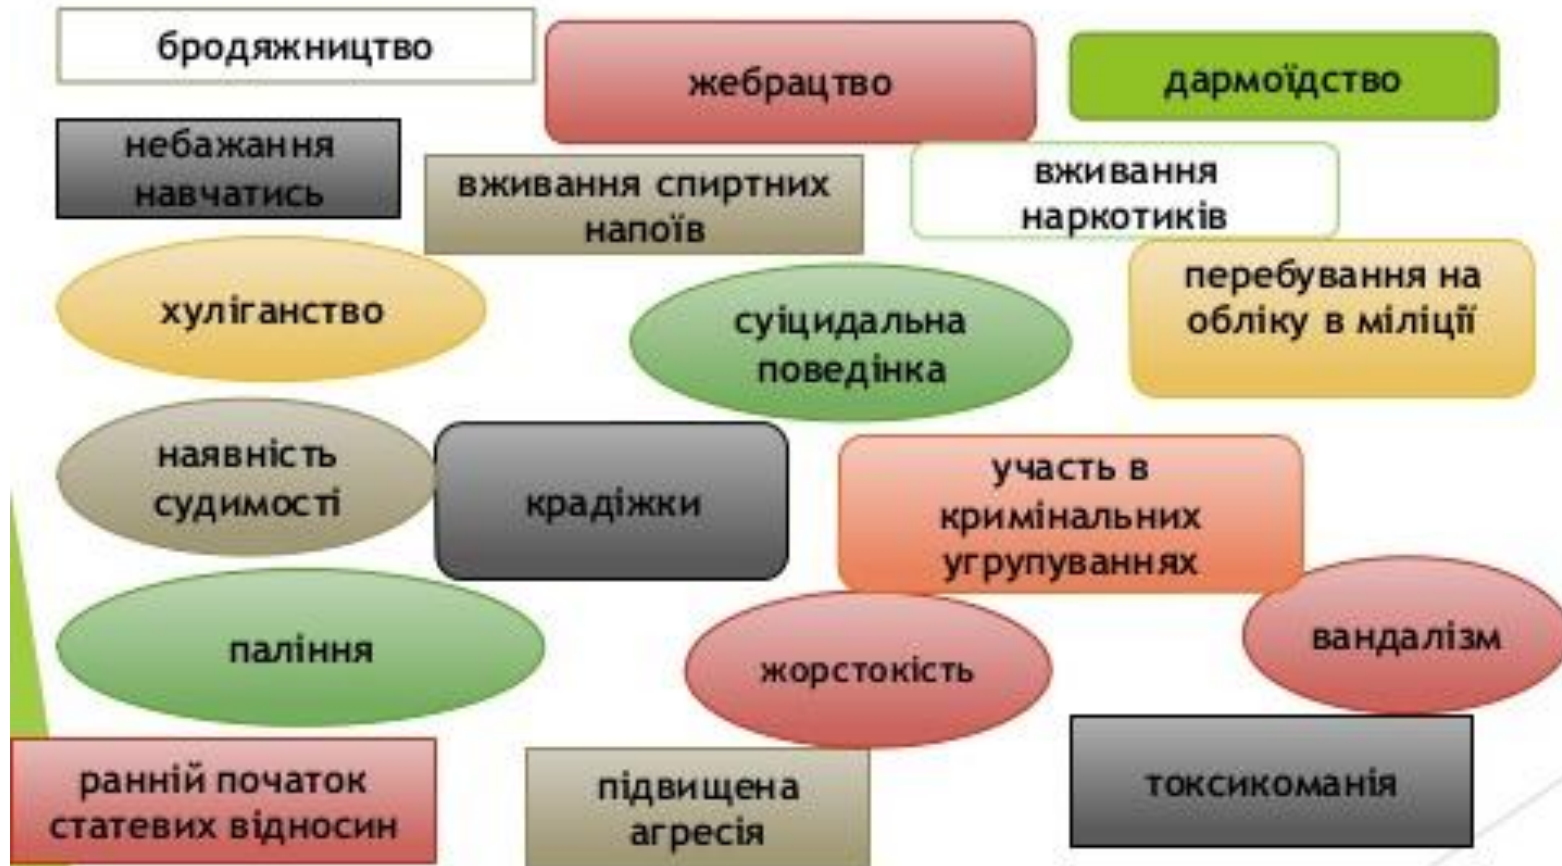 бродяжництво
жебрацтво
дармоїдство
небажання
навчатись
вживання спиртних
напоїв
вживання
наркотиків
хуліганство
суіцидальна
поведінка
перебування на
обліку в міліції
наявність
судимості
крадіжки
участь в
кримінальних
угрупуваннях
паління
жорстокість
вандалізм
ранній початок
статевих відносин
підвищена
агресія
токсикоманія